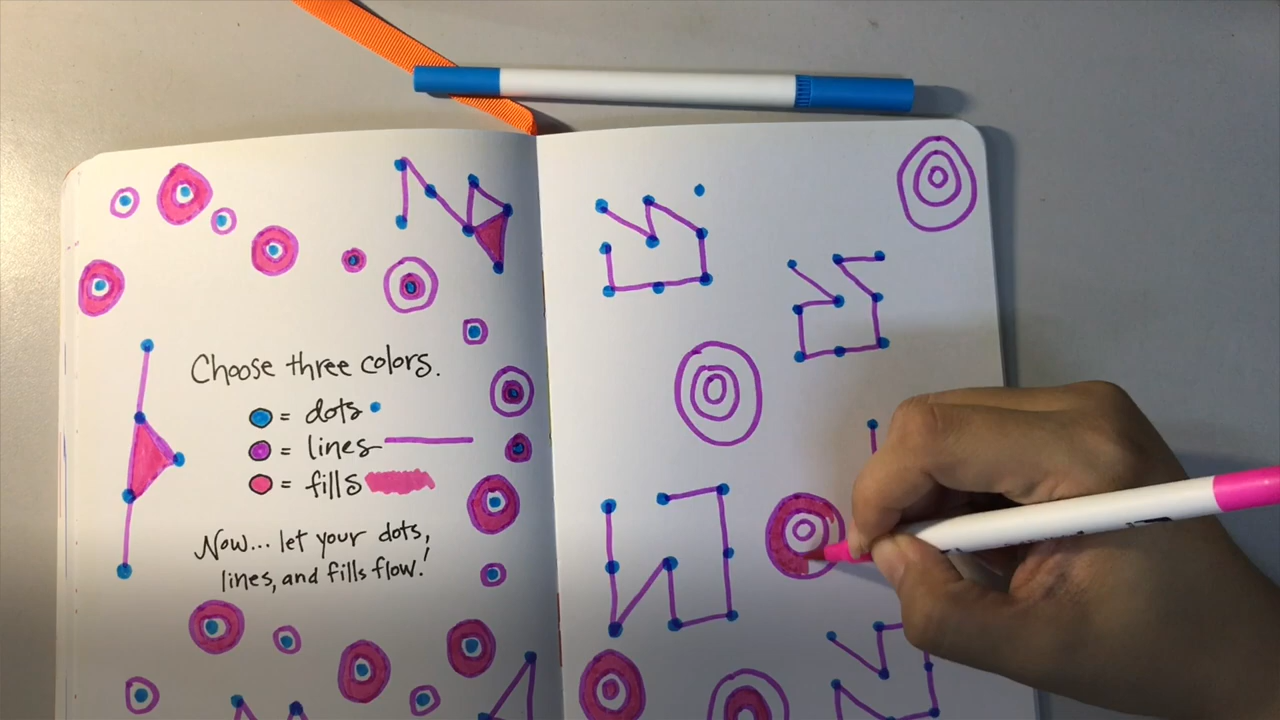 Choose three colors.
= dots
= lines
= fills
Now... let your dots,
lines, and fills flow!